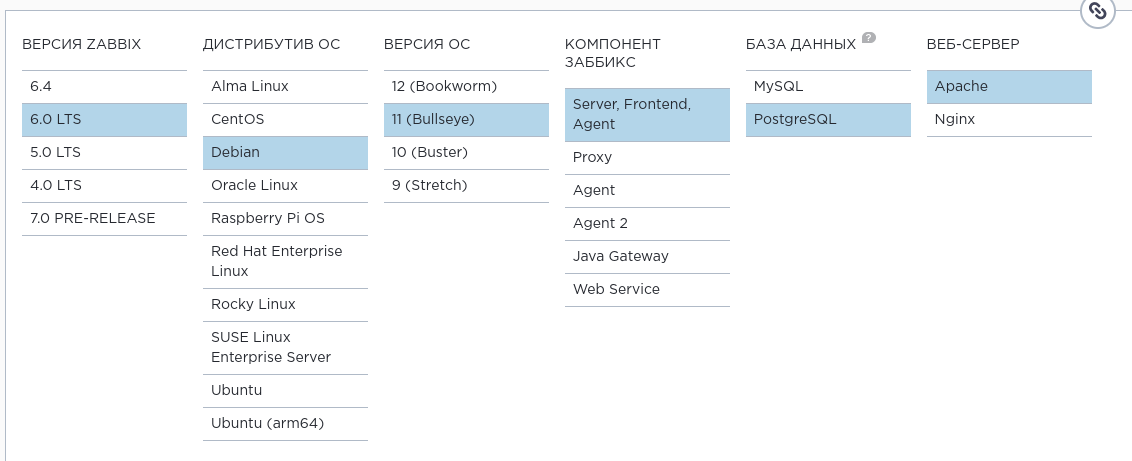 ВЕРСИЯ ZABBIX
6.4
6.0 LTS
5.0 LTS
4.0 LTS
7.0 PRE-RELEASE
ДИСТРИБУТИВ ОС
Alma Linux
CentOS
Debian
Oracle Linux
Raspberry Pi OS
Red Hat Enterprise
Linux
Rocky Linux
SUSE Linux
Enterprise Server
Ubuntu
Ubuntu (arm64)
ВЕРСИЯ ОС
12 (Bookworm)
11 (Bullseye)
10 (Buster)
9 (Stretch)
КОМПОНЕНТ
ЗАББИКС
Server, Frontend,
Agent
Proxy
Agent
Agent 2
Java Gateway
Web Service
БАЗА ДАННЫХ ?
MySQL
PostgreSQL
ВЕБ-СЕРВЕР
Apache
Nginx